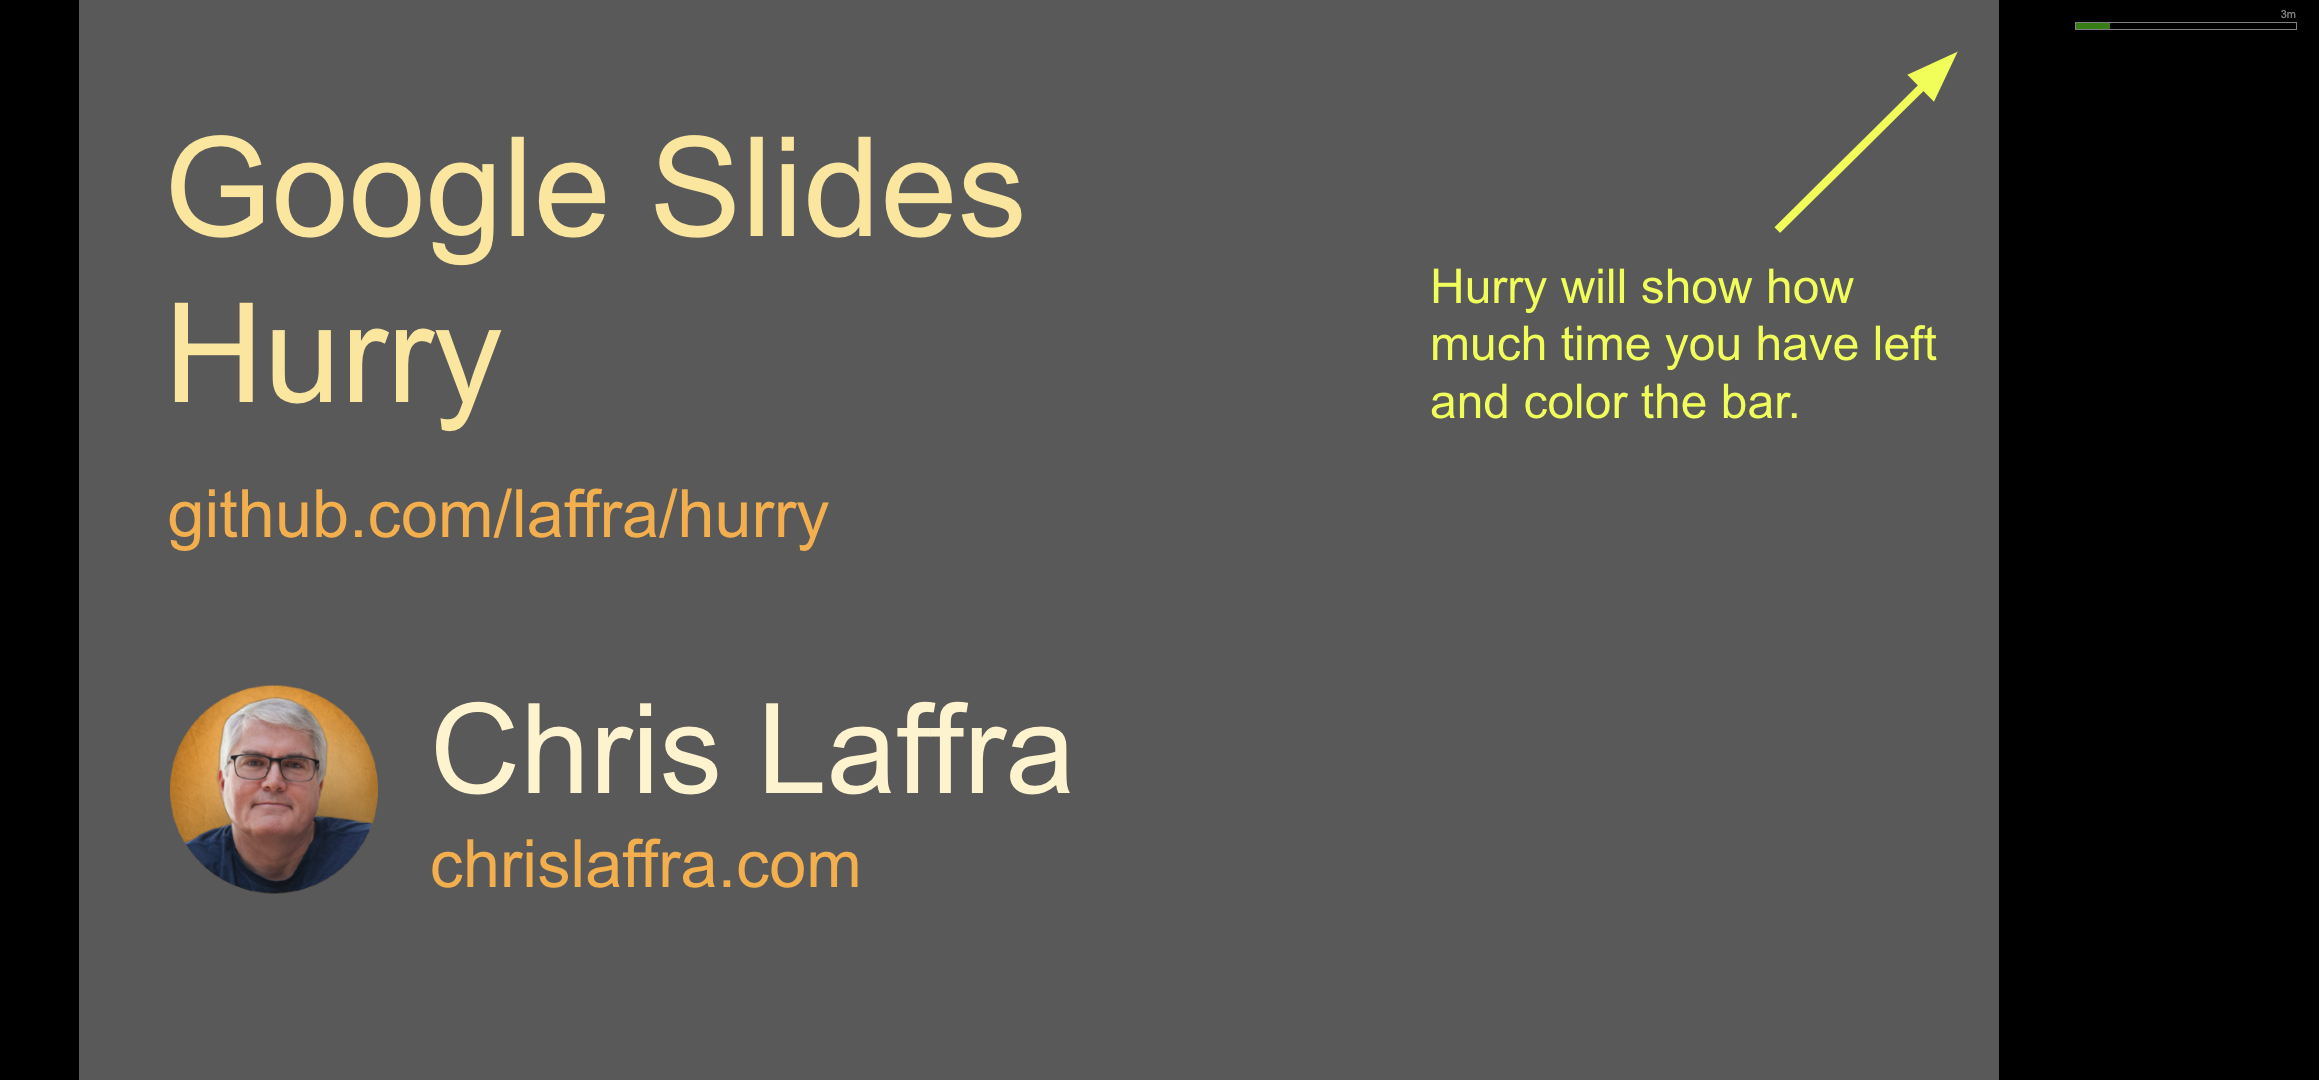 3m
Google Slides
Hurry
Hurry will show how
much time you have left
and color the bar.
github.com/laffra/hurry
Chris Laffra
chrislaffra.com